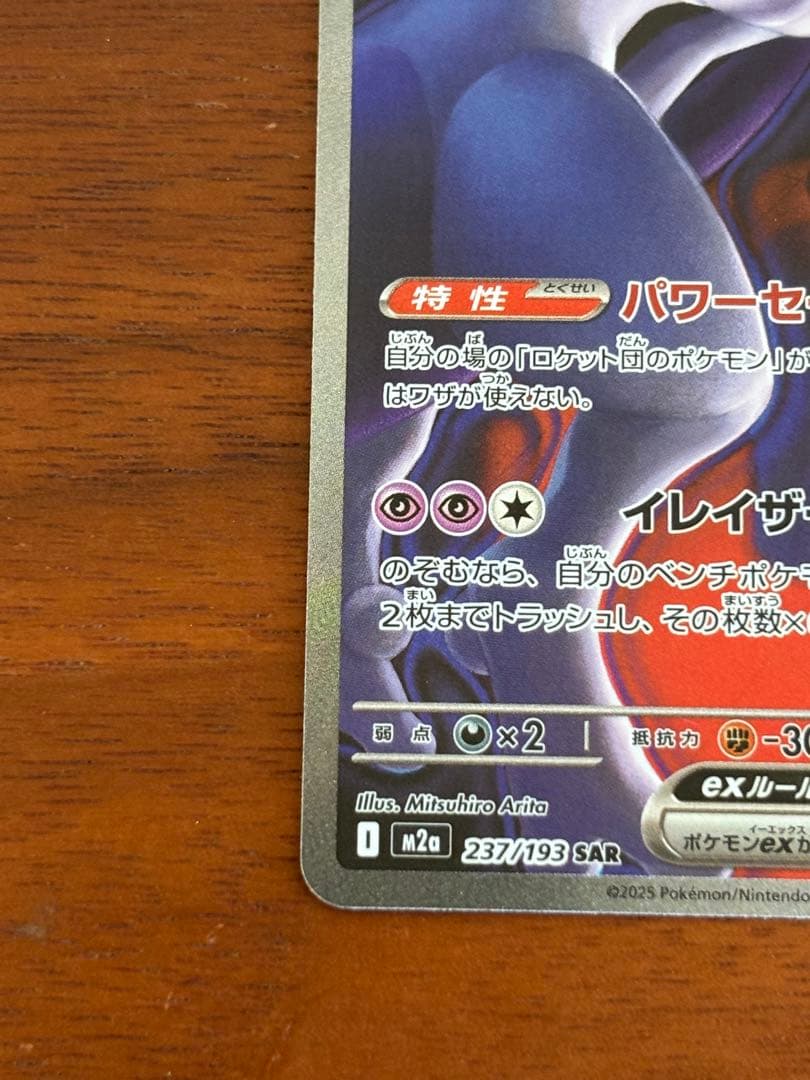 特性 とくせい パワーセ
じぶん ば だん
自分の場の「ロケット団のポケモン」が
つか
はワザが使えない。
イレイザー
じぶん
のぞむなら、自分のベンチポケモ
まい まいすう
2枚までトラッシュし、その枚数×
弱点 ×2 抵抗力 -30
Illus. Mitsuhiro Arita
exルール
I M2a 237/193 SAR
イーエックス
ポケモンexが
©2025 Pokémon/Nintendo